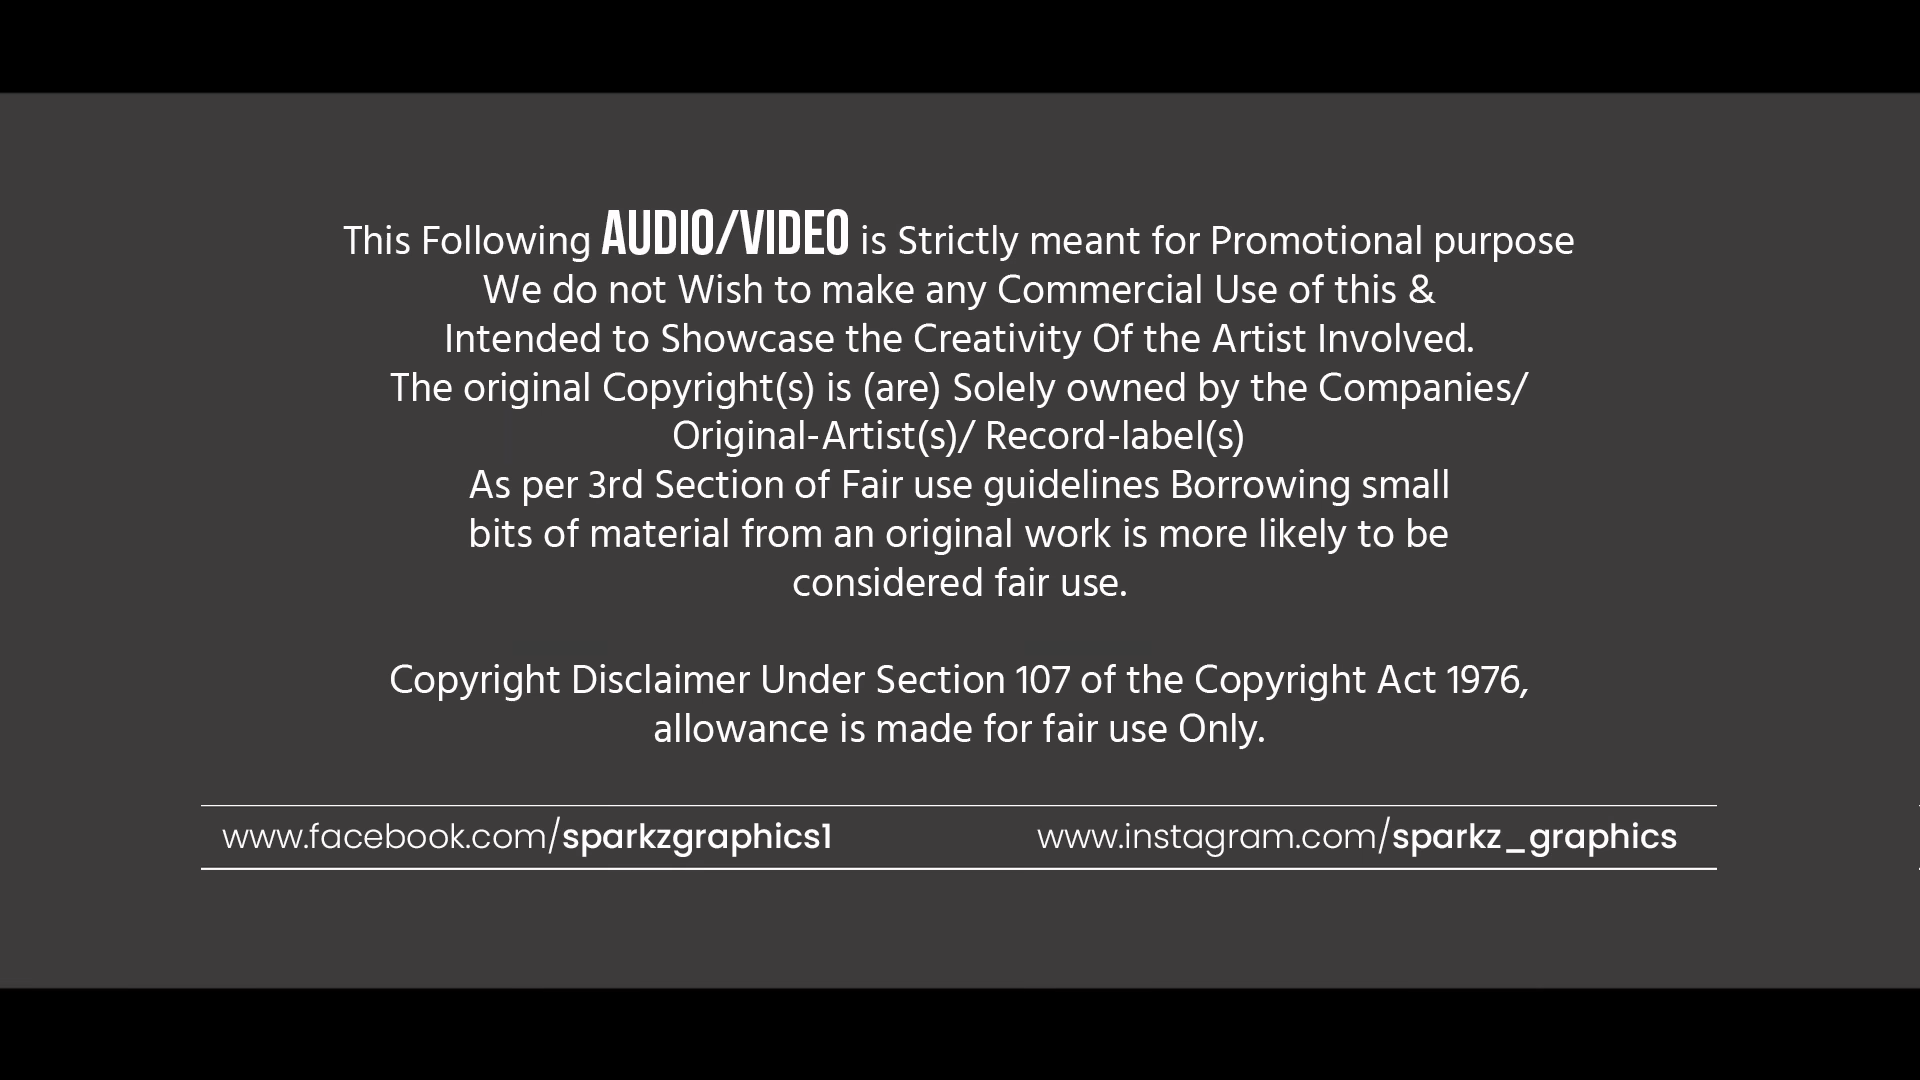 This Following AUDIO/VIDEO is Strictly meant for Promotional purpose
We do not Wish to make any Commercial Use of this &
Intended to Showcase the Creativity Of the Artist Involved.
The original Copyright(s) is (are) Solely owned by the Companies/
Original-Artist(s)/ Record-label(s)
As per 3rd Section of Fair use guidelines Borrowing small
bits of material from an original work is more likely to be
considered fair use.
Copyright Disclaimer Under Section 107 of the Copyright Act 1976,
allowance is made for fair use Only.
www.facebook.com/sparkzgraphics1 www.instagram.com/sparkz_graphics